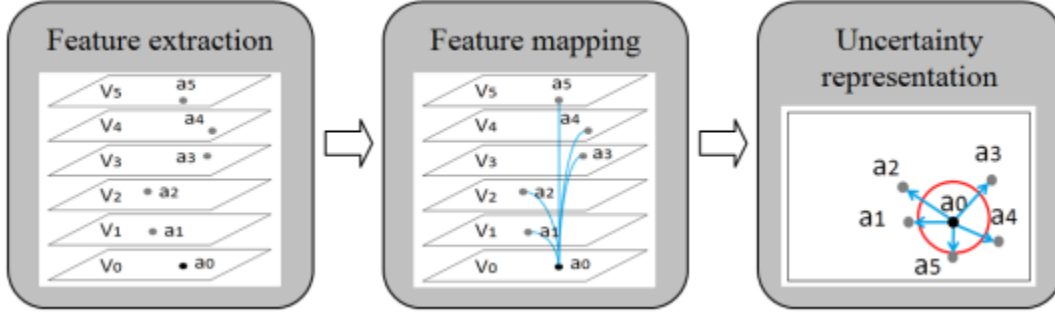 Feature extraction
V₅ a5
V₄ a4
V₃ a3
V₂ a2
V₁ a1
V₀ a0
Feature mapping
V₅ a5
V₄ a4
V₃ a3
V₂ a2
V₁ a1
V₀ a0
Uncertainty
representation
a2 a3
a0
a1 a4
a5